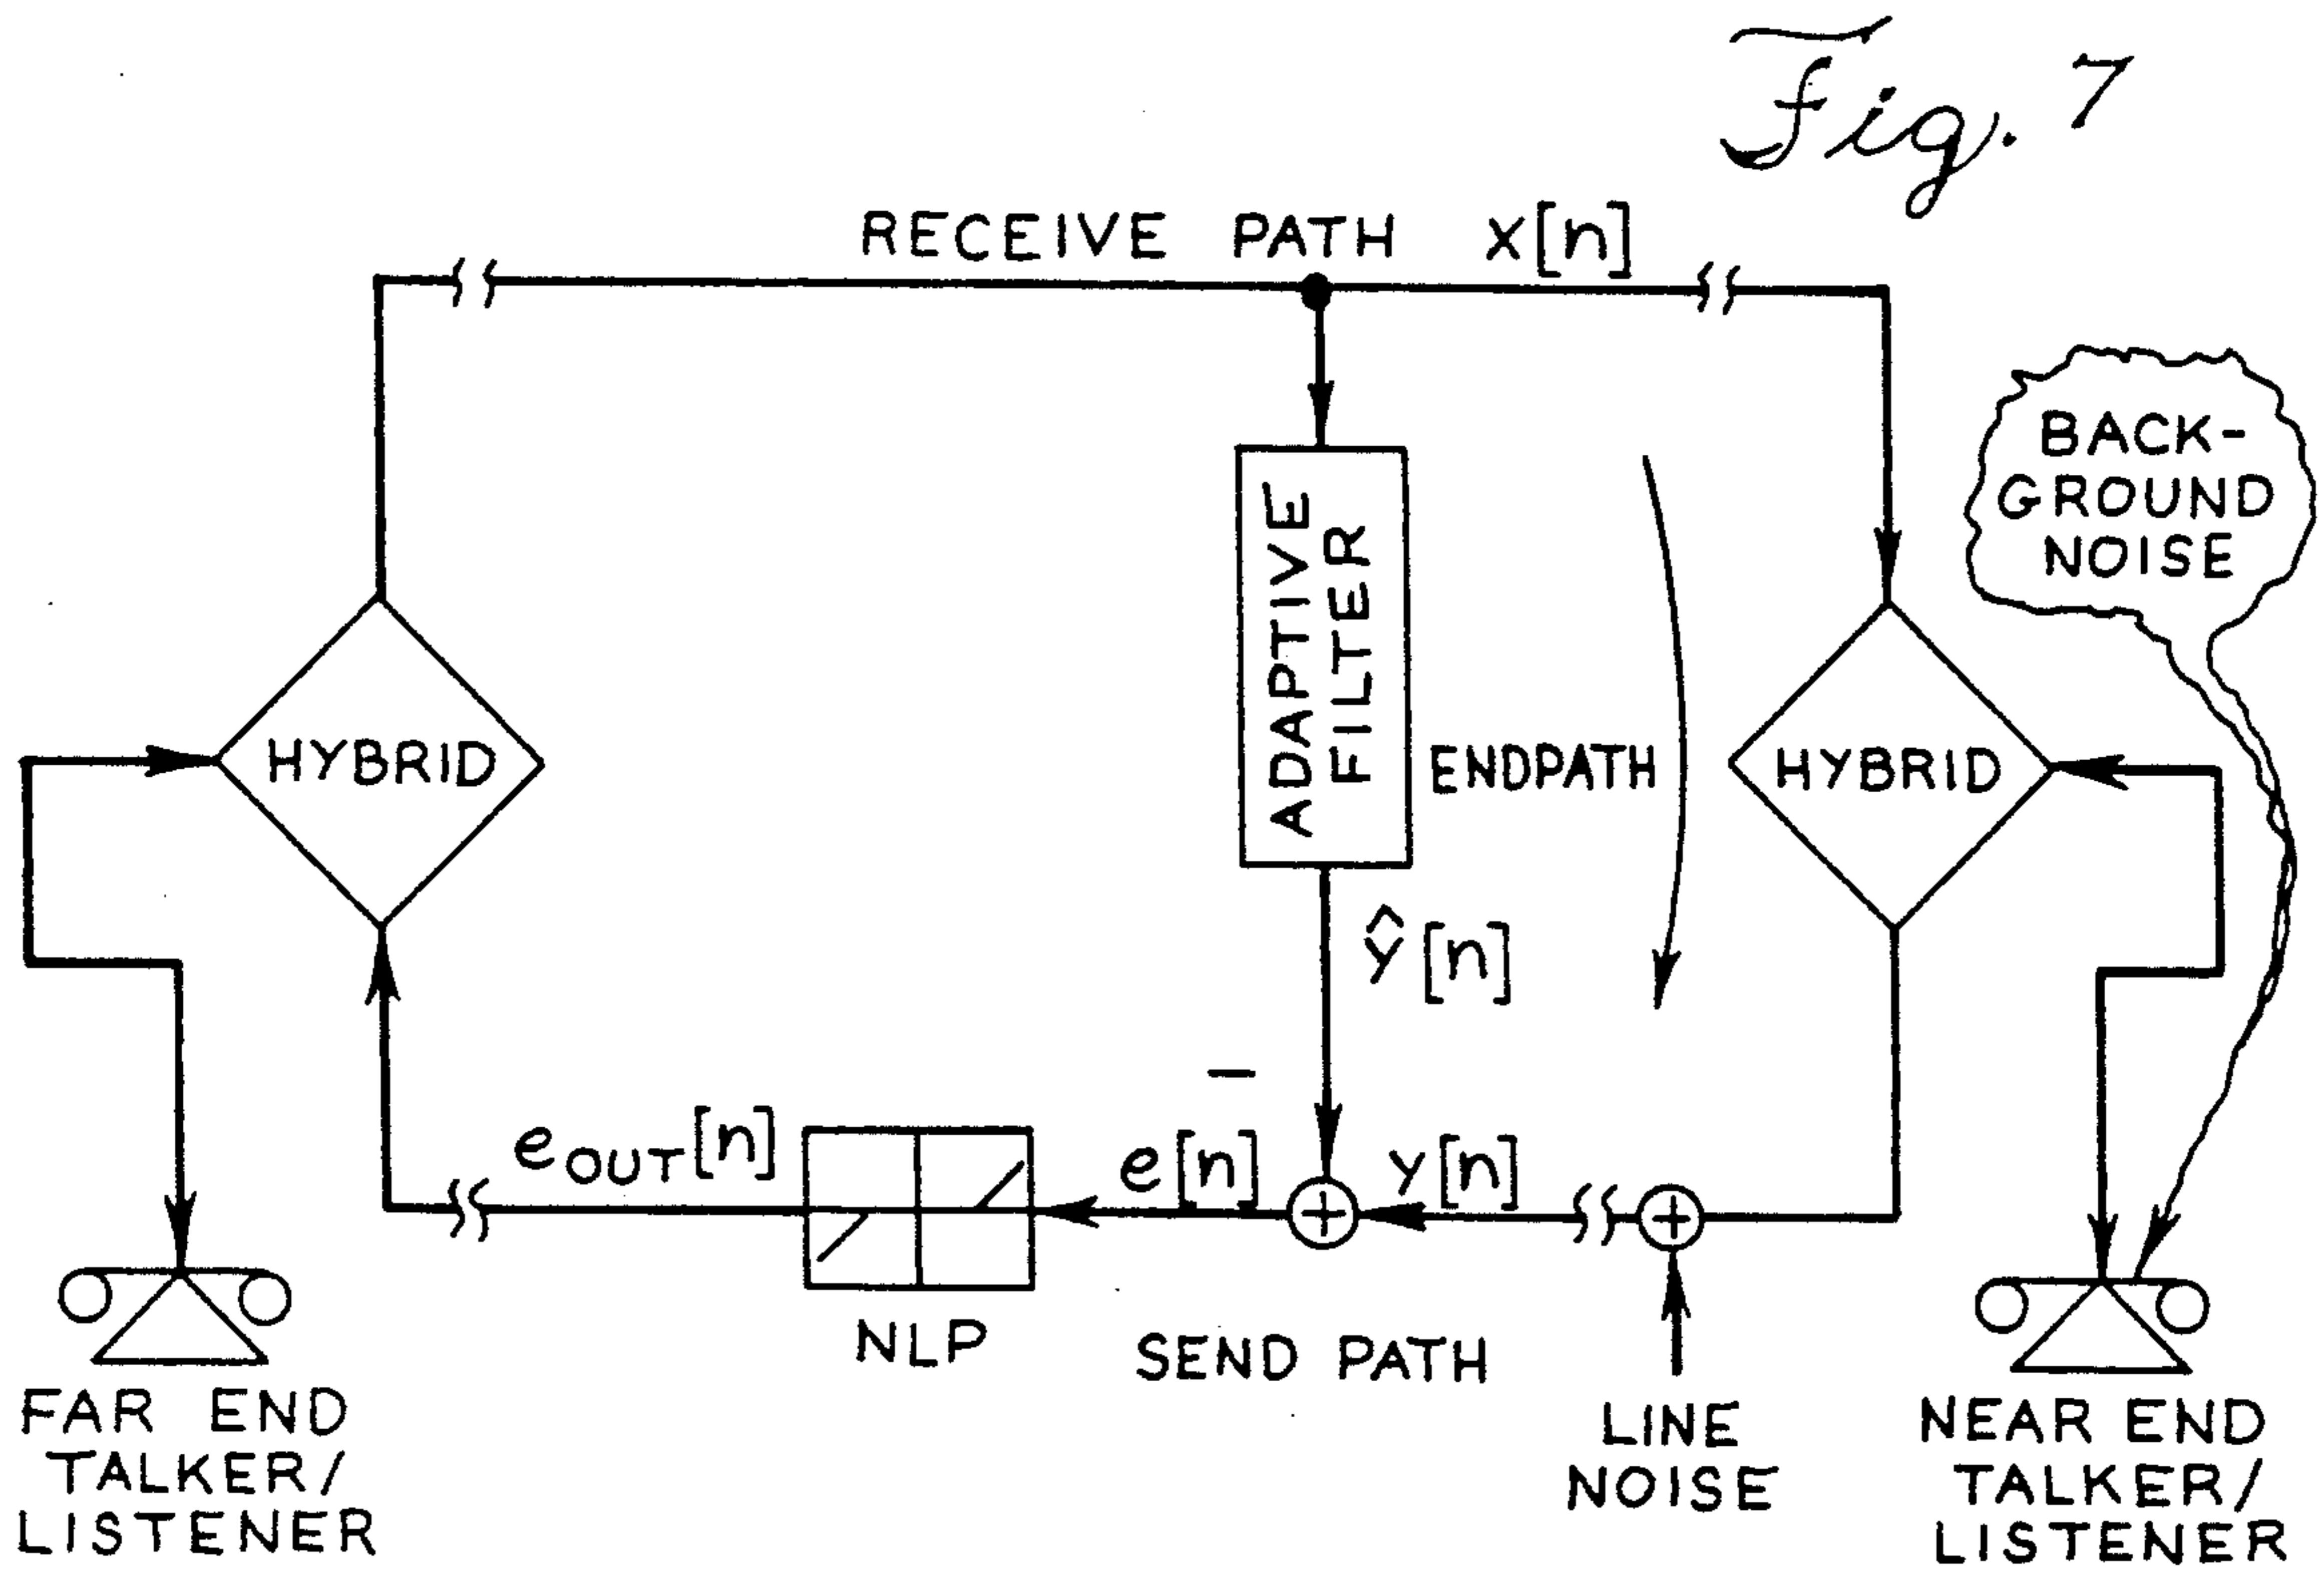 Fig. 7
RECEIVE PATH x[n]
BACK-
GROUND
NOISE
ADAPTIVE
FILTER
HYBRID
ENDPATH
HYBRID
ŷ[n]
−
eOUT[n]
e[n]
y[n]
+
+
NLP
SEND PATH
LINE
NOISE
FAR END
TALKER/
LISTENER
NEAR END
TALKER/
LISTENER